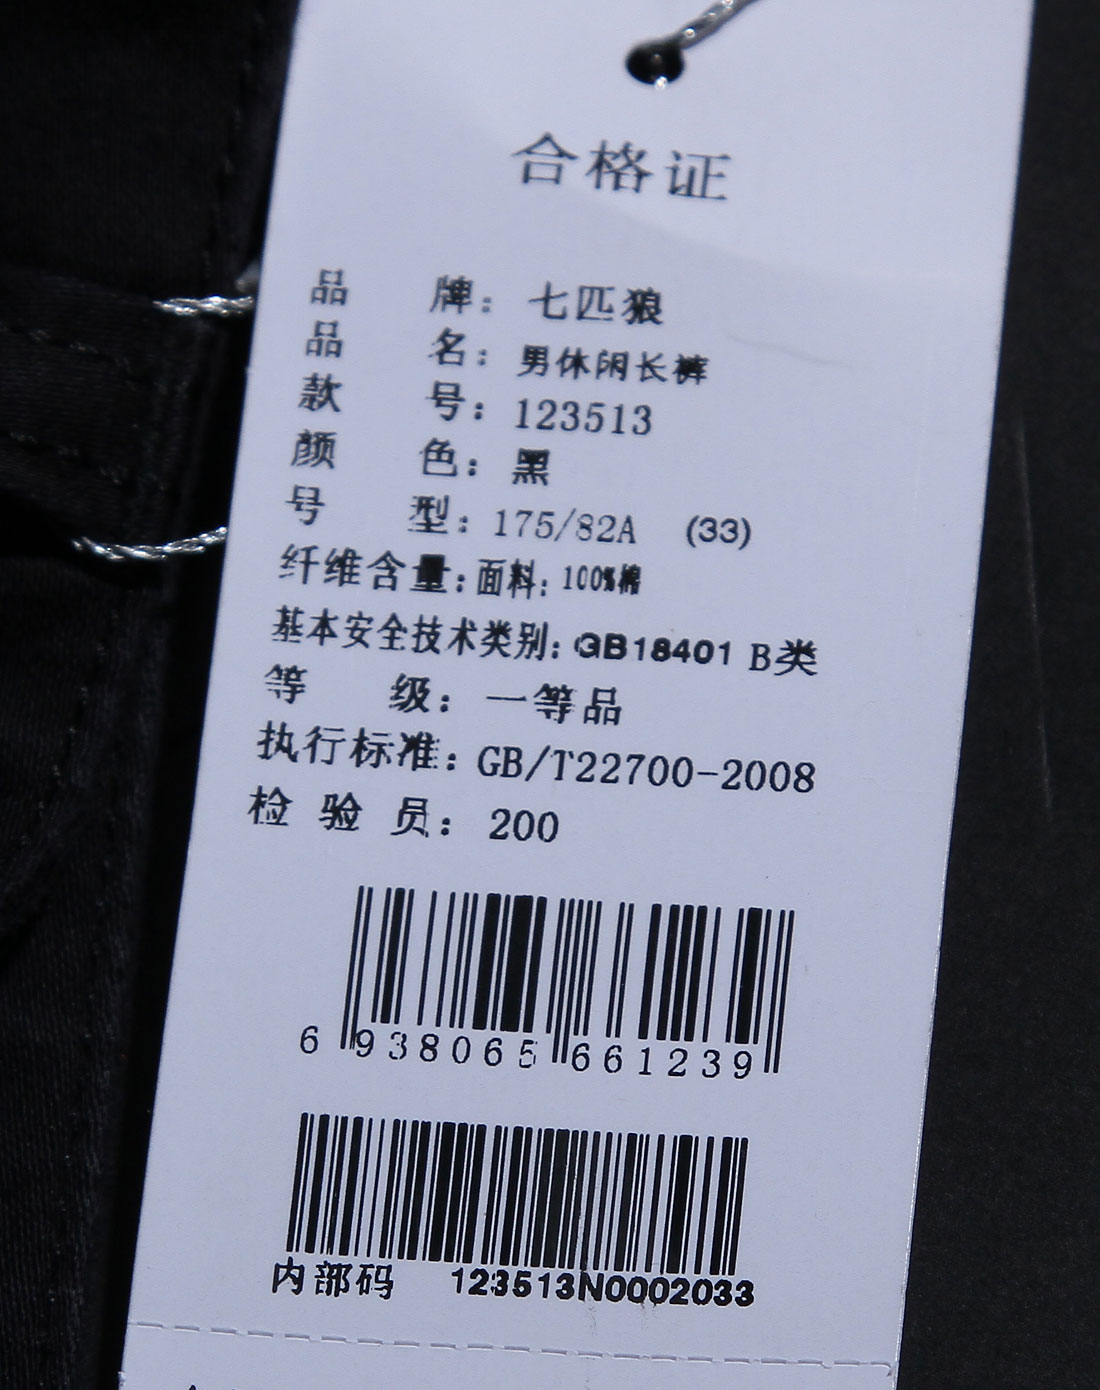 合格证
品牌：七匹狼
品名：男休闲长裤
款号：123513
颜色：黑
号型：175/82A (33)
纤维含量：面料：100%棉
基本安全技术类别：GB18401 B类
等级：一等品
执行标准：GB/T22700-2008
检验员：200
6 938065 661239
内部码 123513N0002033